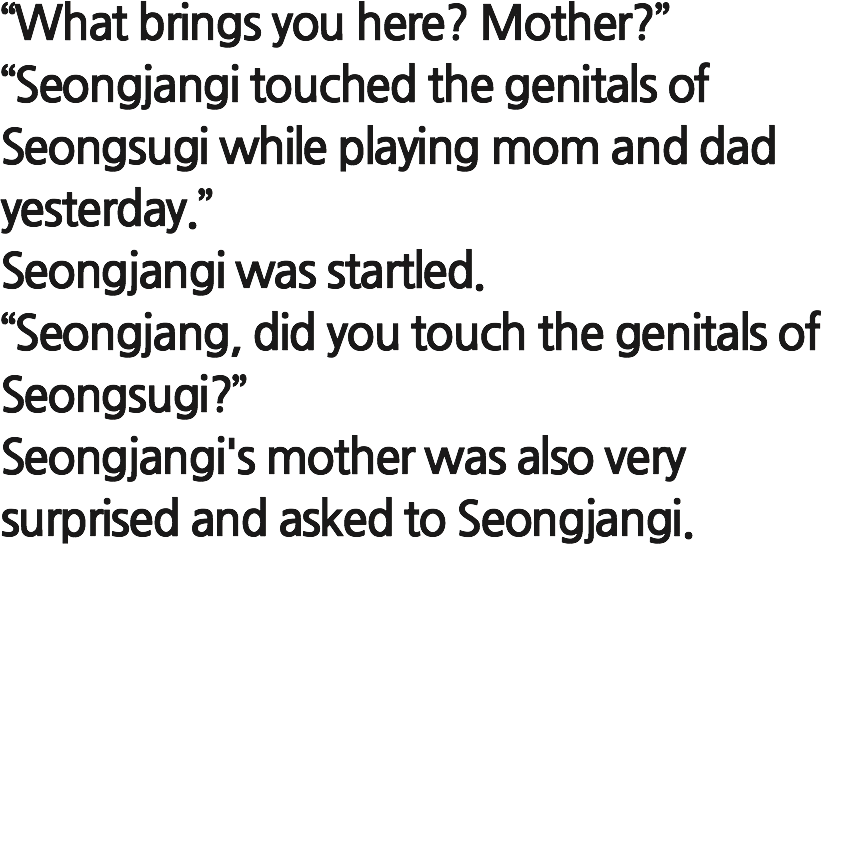 “What brings you here? Mother?”
“Seongjangi touched the genitals of
Seongsugi while playing mom and dad
yesterday.”
Seongjangi was startled.
“Seongjang, did you touch the genitals of
Seongsugi?”
Seongjangi's mother was also very
surprised and asked to Seongjangi.